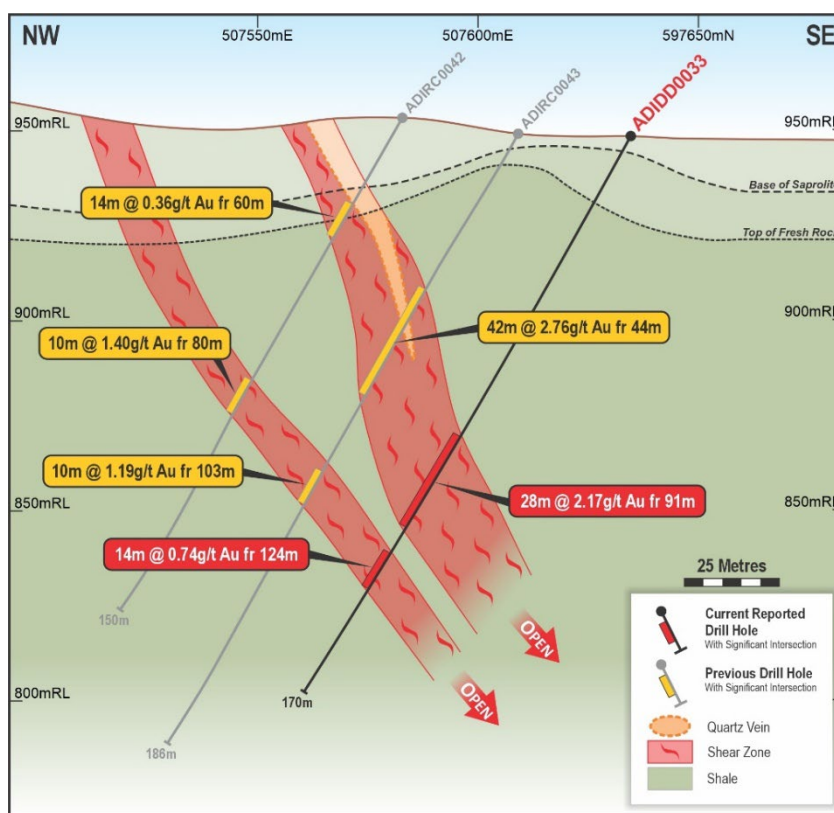 NW
507550mE
507600mE
597650mN
SE
ADIRC0042
ADIRC0043
ADIDD0033
950mRL
950mRL
Base of Saprolite
14m @ 0.36g/t Au fr 60m
Top of Fresh Rock
900mRL
900mRL
42m @ 2.76g/t Au fr 44m
10m @ 1.40g/t Au fr 80m
10m @ 1.19g/t Au fr 103m
850mRL
850mRL
28m @ 2.17g/t Au fr 91m
14m @ 0.74g/t Au fr 124m
25 Metres
150m
OPEN
OPEN
800mRL
800mRL
170m
186m
Current Reported
Drill Hole
With Significant Intersection
Previous Drill Hole
With Significant Intersection
Quartz Vein
Shear Zone
Shale